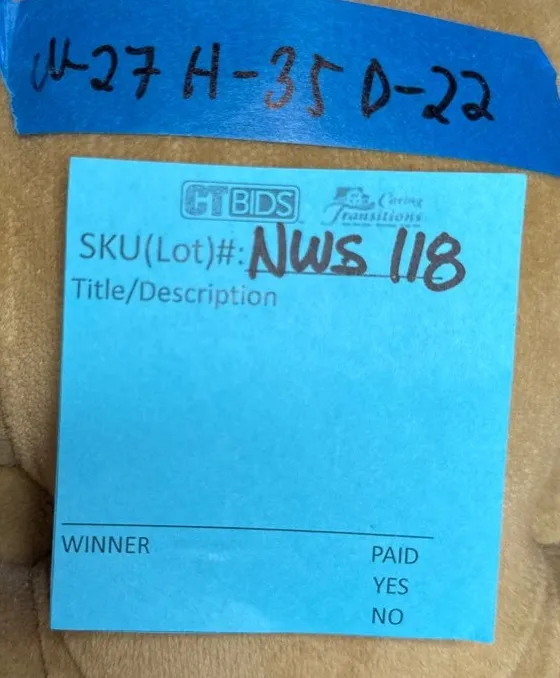 W-27 H-35 D-22
CTBIDS Caring Transitions
SKU(Lot)#: NWS 118
Title/Description
WINNER
PAID
YES
NO